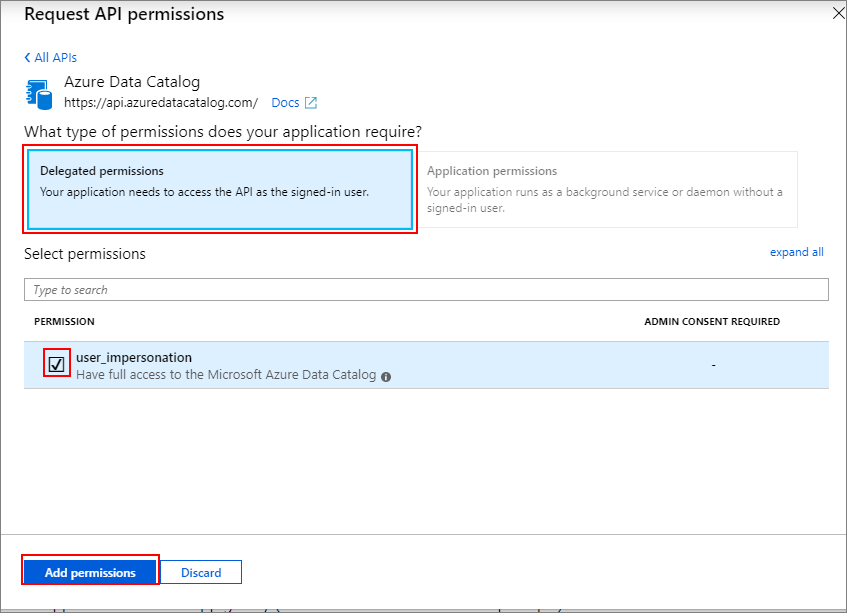 Request API permissions
All APIs
Azure Data Catalog
https://api.azuredatacatalog.com/ Docs
What type of permissions does your application require?
Delegated permissions
Your application needs to access the API as the signed-in user.
Application permissions
Your application runs as a background service or daemon without a
signed-in user.
Select permissions
expand all
Type to search
PERMISSION
ADMIN CONSENT REQUIRED
user_impersonation
Have full access to the Microsoft Azure Data Catalog
-
Add permissions
Discard